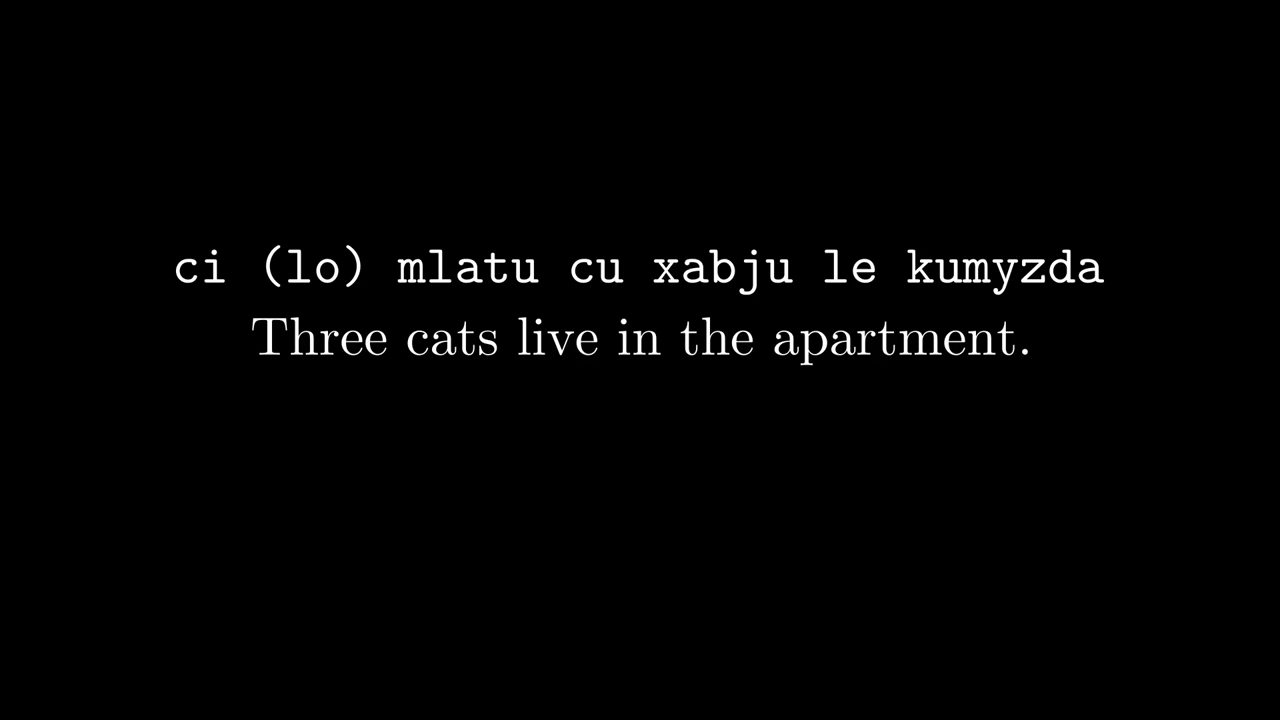 ci (lo) mlatu cu xabju le kumyzda
Three cats live in the apartment.